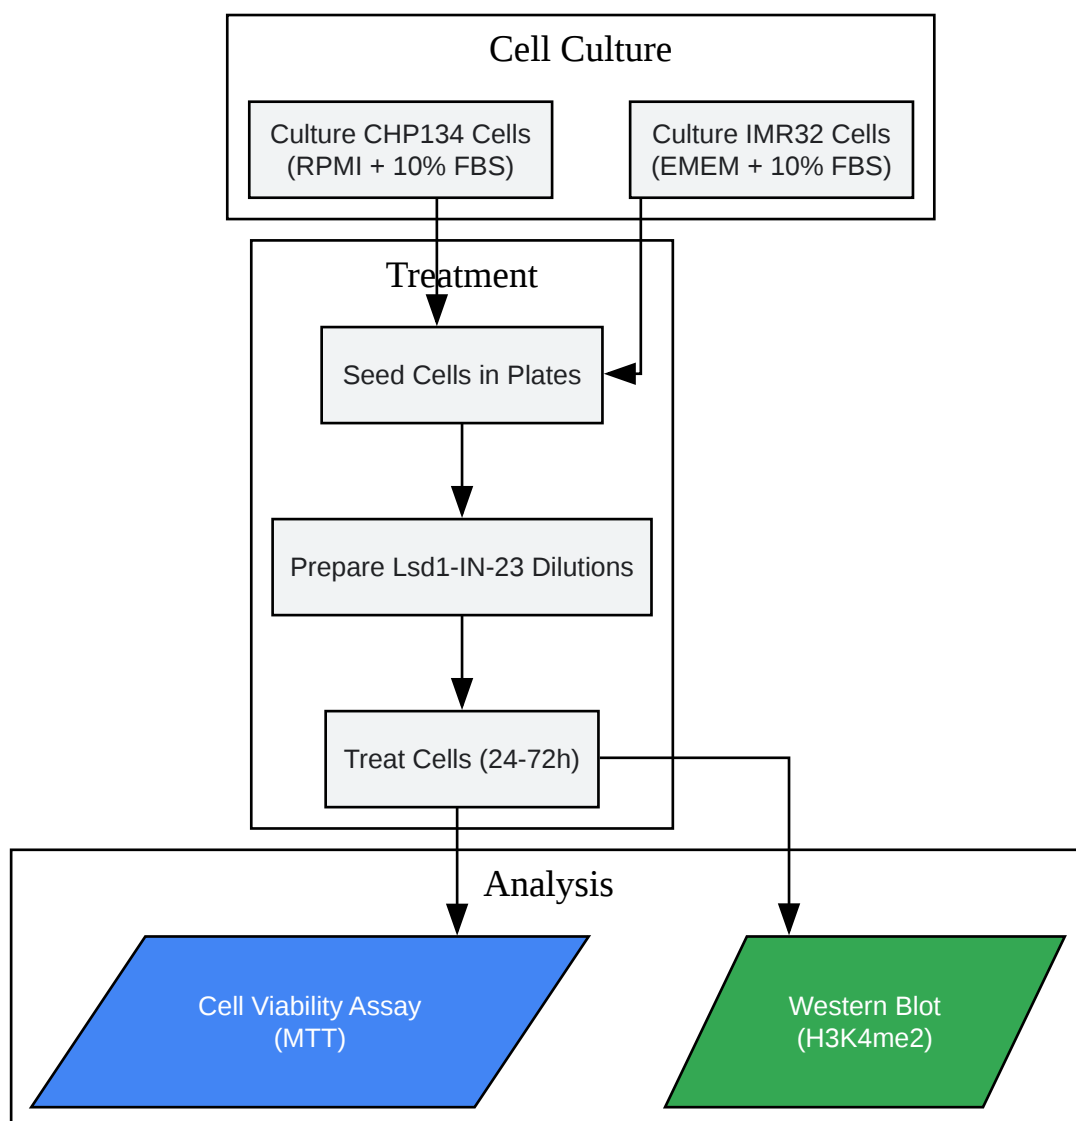 Cell Culture
Culture CHP134 Cells
(RPMI + 10% FBS)
Culture IMR32 Cells
(EMEM + 10% FBS)
Treatment
Seed Cells in Plates
Prepare Lsd1-IN-23 Dilutions
Treat Cells (24-72h)
Analysis
Cell Viability Assay
(MTT)
Western Blot
(H3K4me2)